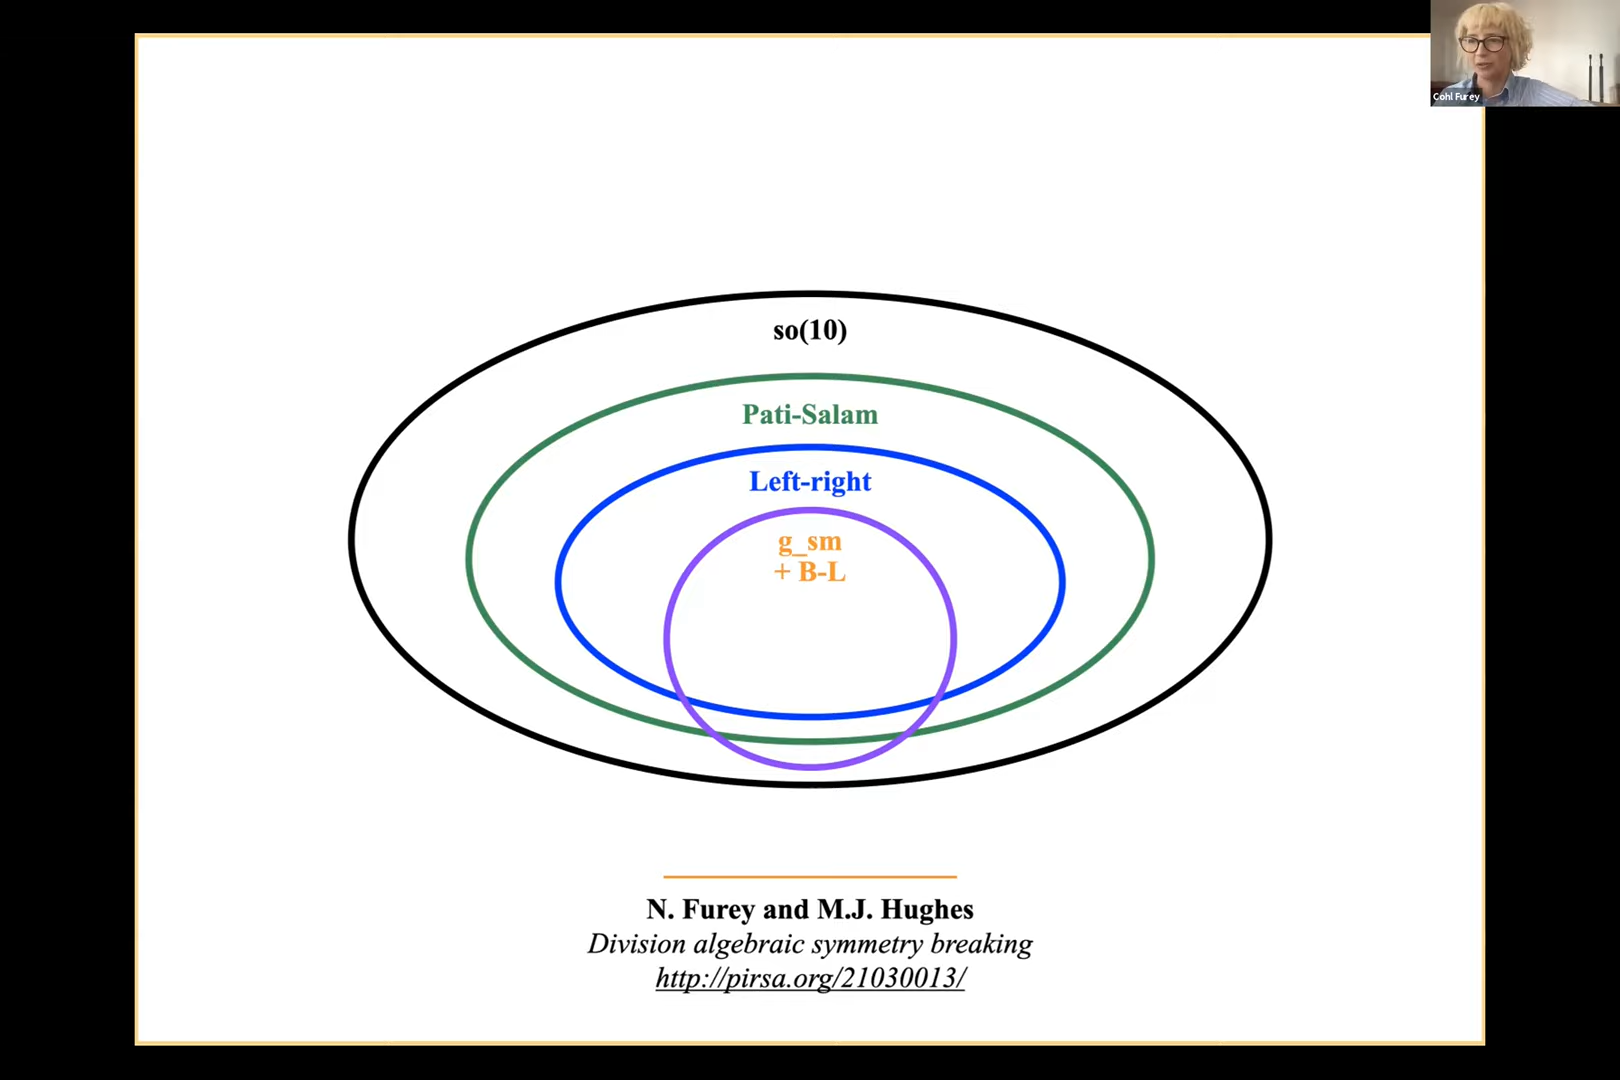 Cohl Furey
so(10)
Pati-Salam
Left-right
g_sm
+ B-L
N. Furey and M.J. Hughes
Division algebraic symmetry breaking
http://pirsa.org/21030013/